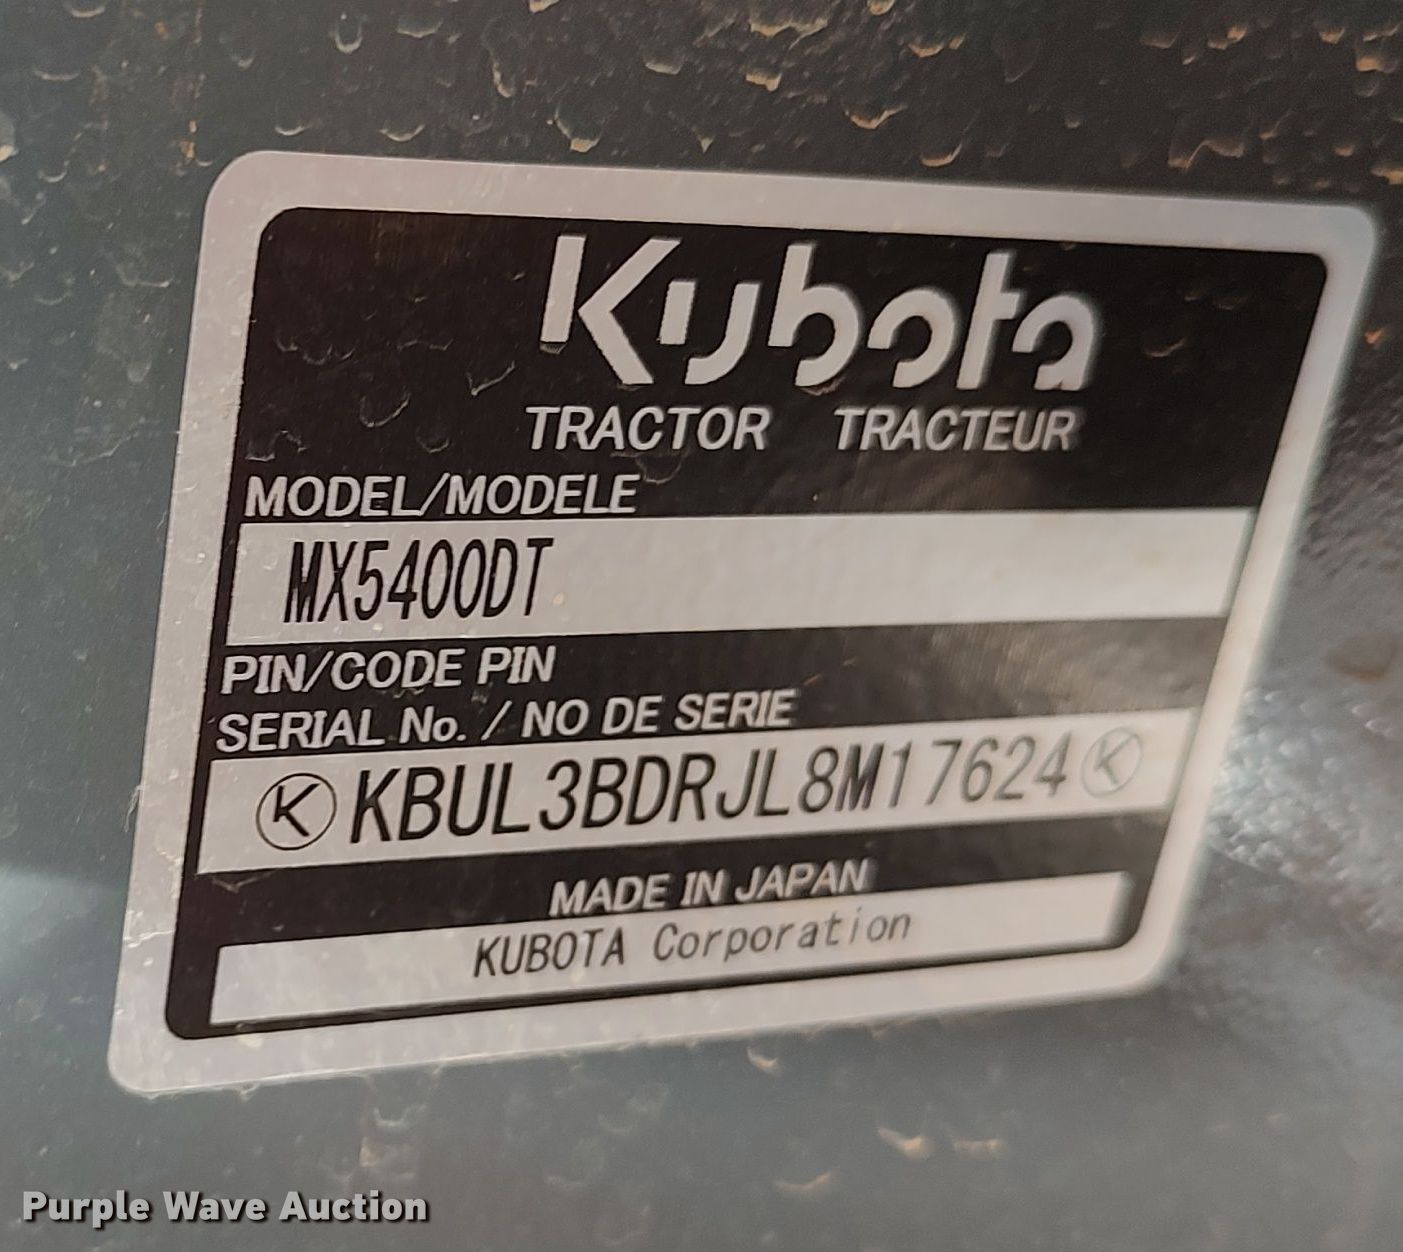 Kubota
TRACTOR TRACTEUR
MODEL/MODELE
MX5400DT
PIN/CODE PIN
SERIAL No. / NO DE SERIE
K KBUL3BDRJL8M17624 K
MADE IN JAPAN
KUBOTA Corporation
Purple Wave Auction